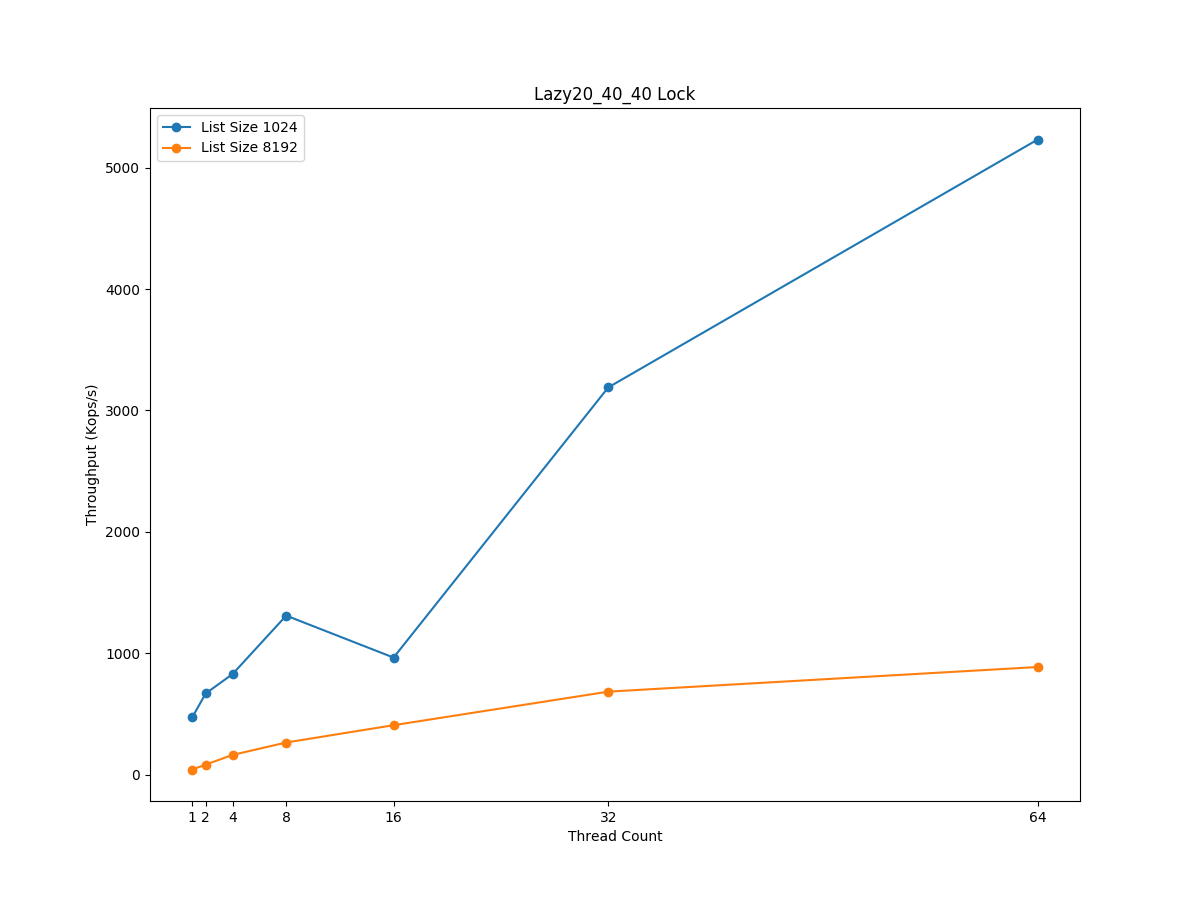 Lazy20_40_40 Lock
List Size 1024
List Size 8192
Throughput (Kops/s)
5000
4000
3000
2000
1000
0
1 2 4 8 16 32 64
Thread Count